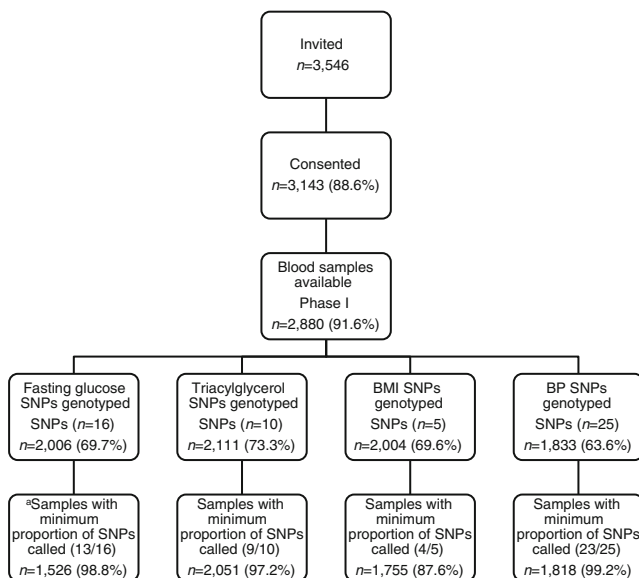 Invited
n=3,546
Consented
n=3,143 (88.6%)
Blood samples
available
Phase I
n=2,880 (91.6%)
Fasting glucose
SNPs genotyped
SNPs (n=16)
n=2,006 (69.7%)
Triacylglycerol
SNPs genotyped
SNPs (n=10)
n=2,111 (73.3%)
BMI SNPs
genotyped
SNPs (n=5)
n=2,004 (69.6%)
BP SNPs
genotyped
SNPs (n=25)
n=1,833 (63.6%)
aSamples with
minimum
proportion of SNPs
called (13/16)
n=1,526 (98.8%)
Samples with
minimum
proportion of SNPs
called (9/10)
n=2,051 (97.2%)
Samples with
minimum
proportion of SNPs
called (4/5)
n=1,755 (87.6%)
Samples with
minimum
proportion of SNPs
called (23/25)
n=1,818 (99.2%)